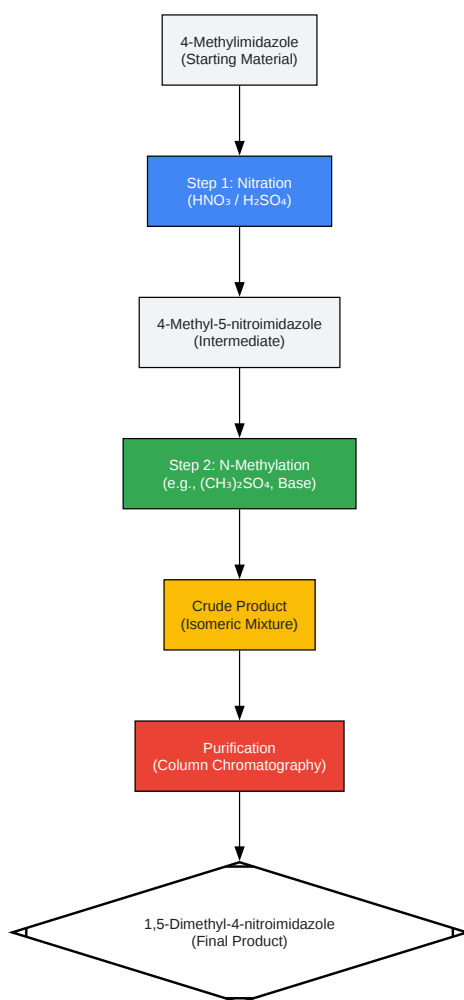 4-Methylimidazole
(Starting Material)
Step 1: Nitration
(HNO₃ / H₂SO₄)
4-Methyl-5-nitroimidazole
(Intermediate)
Step 2: N-Methylation
(e.g., (CH₃)₂SO₄, Base)
Crude Product
(Isomeric Mixture)
Purification
(Column Chromatography)
1,5-Dimethyl-4-nitroimidazole
(Final Product)